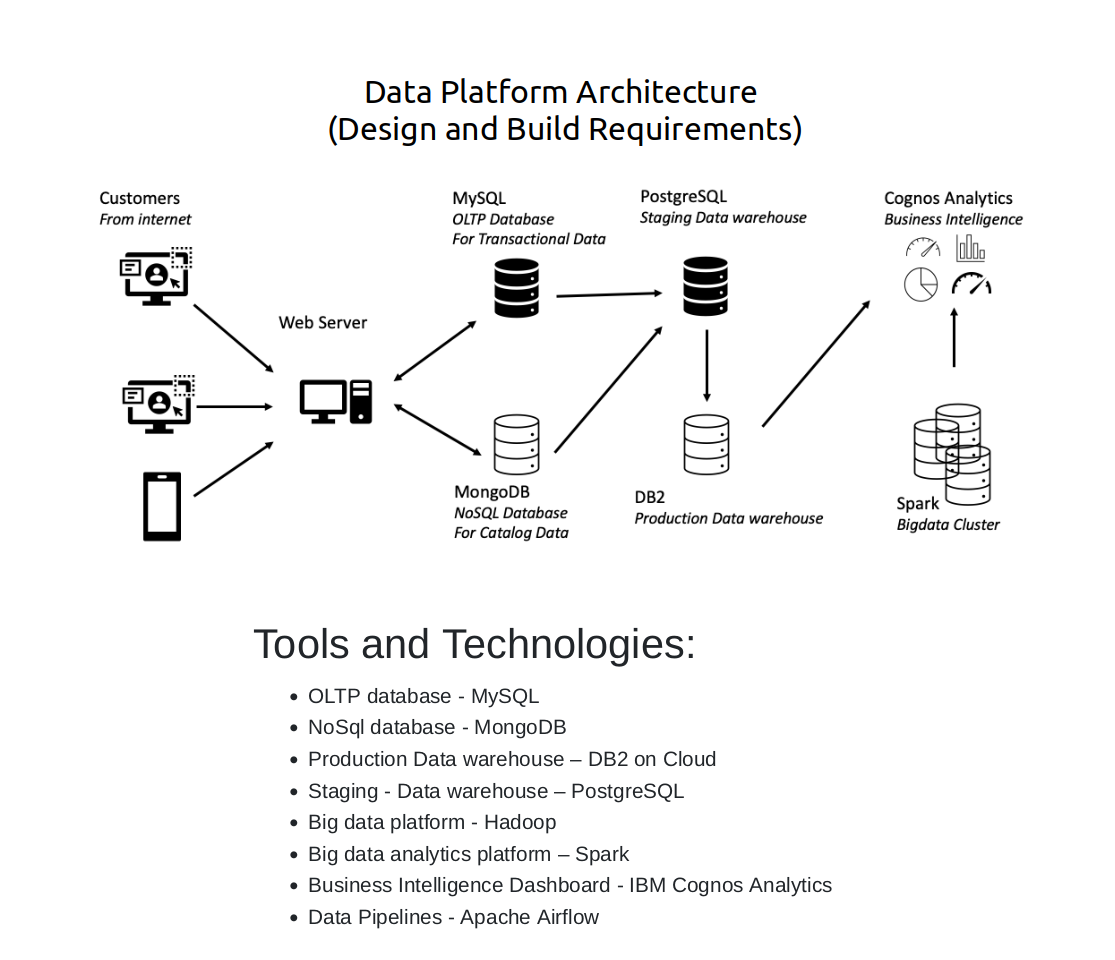 Data Platform Architecture
(Design and Build Requirements)
Customers
From internet
Web Server
MySQL
OLTP Database
For Transactional Data
PostgreSQL
Staging Data warehouse
Cognos Analytics
Business Intelligence
MongoDB
NoSQL Database
For Catalog Data
DB2
Production Data warehouse
Spark
Bigdata Cluster
Tools and Technologies:
• OLTP database - MySQL
• NoSql database - MongoDB
• Production Data warehouse – DB2 on Cloud
• Staging - Data warehouse – PostgreSQL
• Big data platform - Hadoop
• Big data analytics platform – Spark
• Business Intelligence Dashboard - IBM Cognos Analytics
• Data Pipelines - Apache Airflow